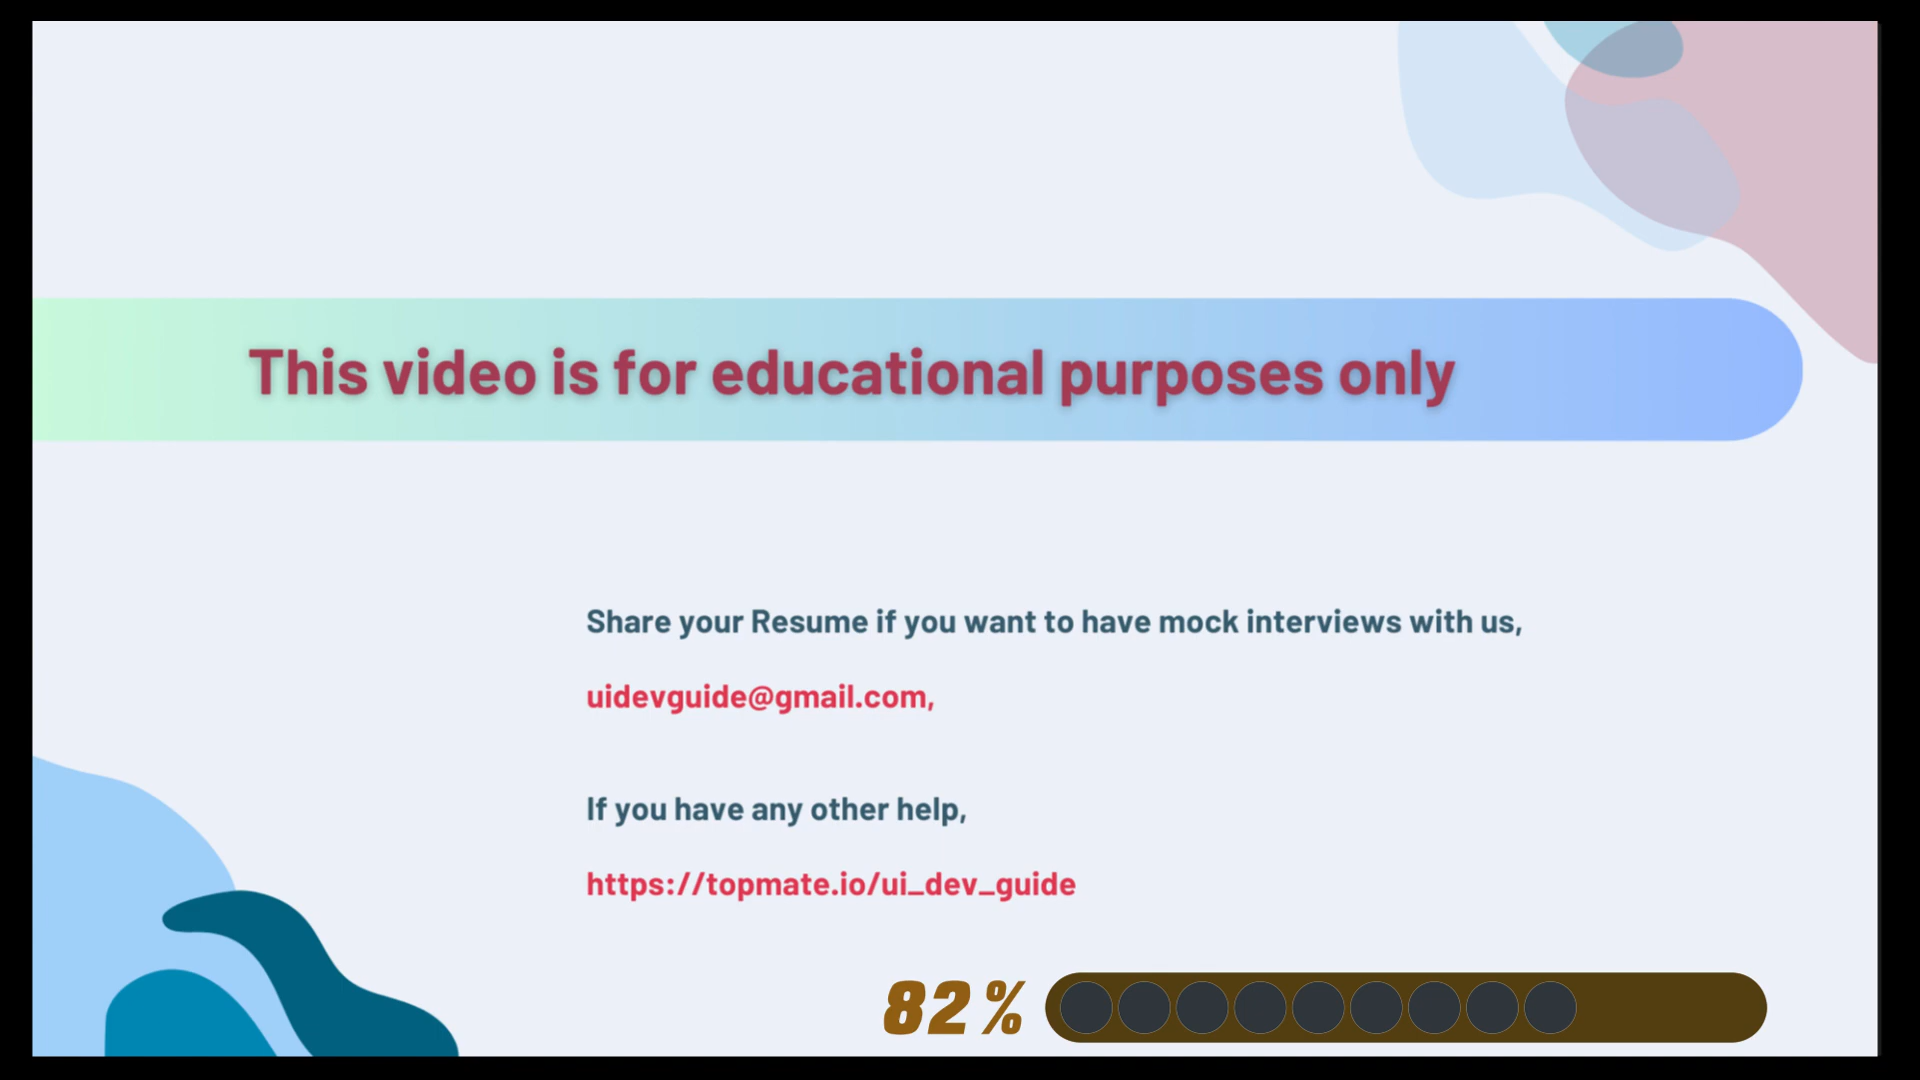 This video is for educational purposes only
Share your Resume if you want to have mock interviews with us,
uidevguide@gmail.com,
If you have any other help,
https://topmate.io/ui_dev_guide
82%